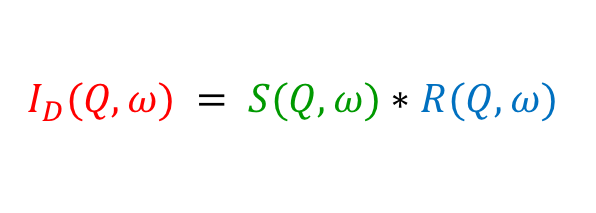 I_D(Q, ω) = S(Q, ω) ∗ R(Q, ω)